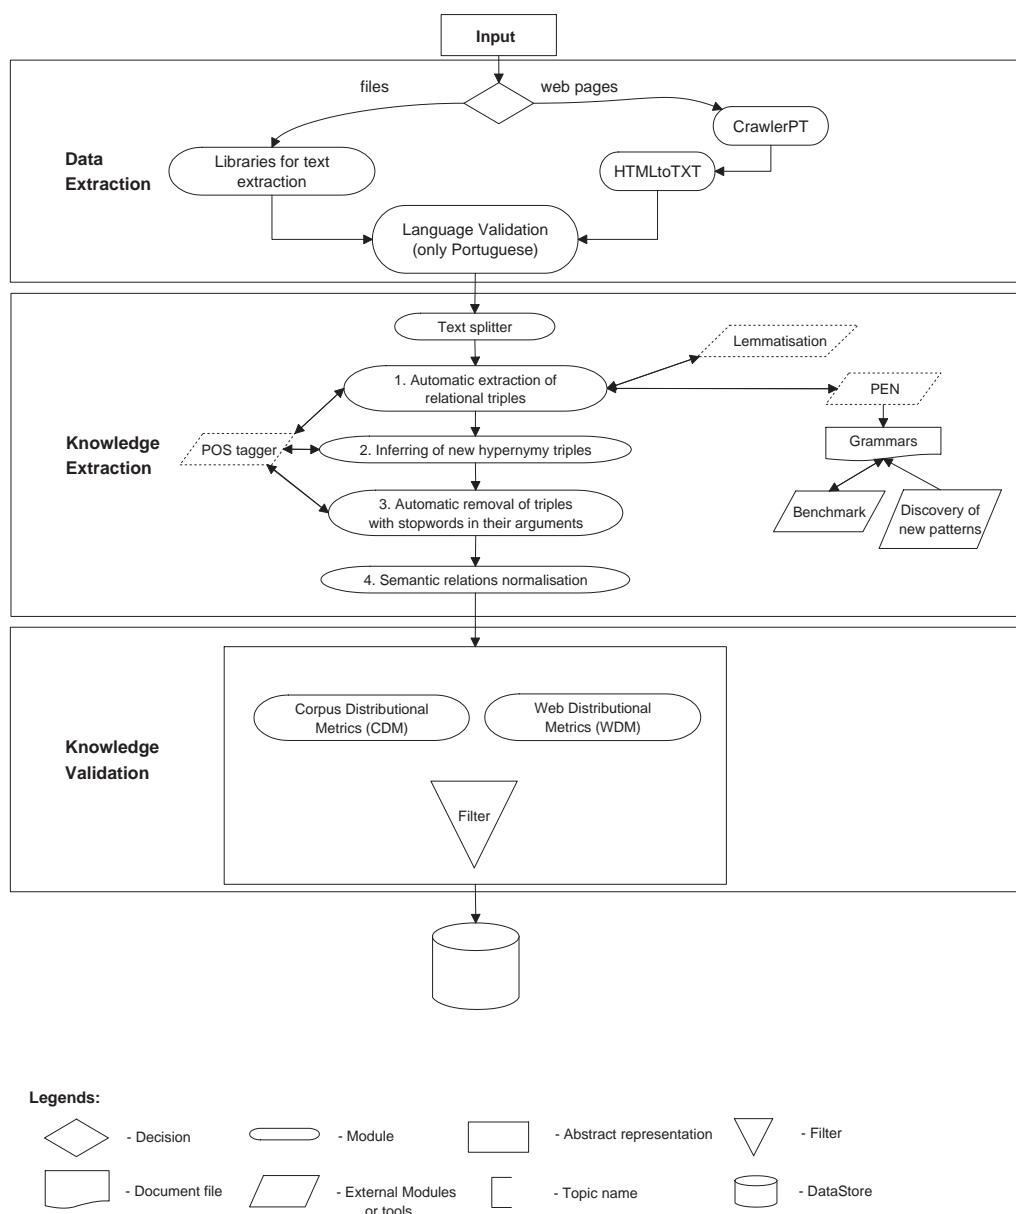 Input
files
web pages
CrawlerPT
Data
Extraction
Libraries for text
extraction
HTMLtoTXT
Language Validation
(only Portuguese)
Text splitter
Lemmatisation
1. Automatic extraction of
relational triples
PEN
Knowledge
Extraction
POS tagger
2. Inferring of new hypernymy triples
Grammars
3. Automatic removal of triples
with stopwords in their arguments
Benchmark
Discovery of
new patterns
4. Semantic relations normalisation
Corpus Distributional
Metrics (CDM)
Web Distributional
Metrics (WDM)
Knowledge
Validation
Filter
Legends:
- Decision
- Module
- Abstract representation
- Filter
- Document file
- External Modules
or tools
- Topic name
- DataStore